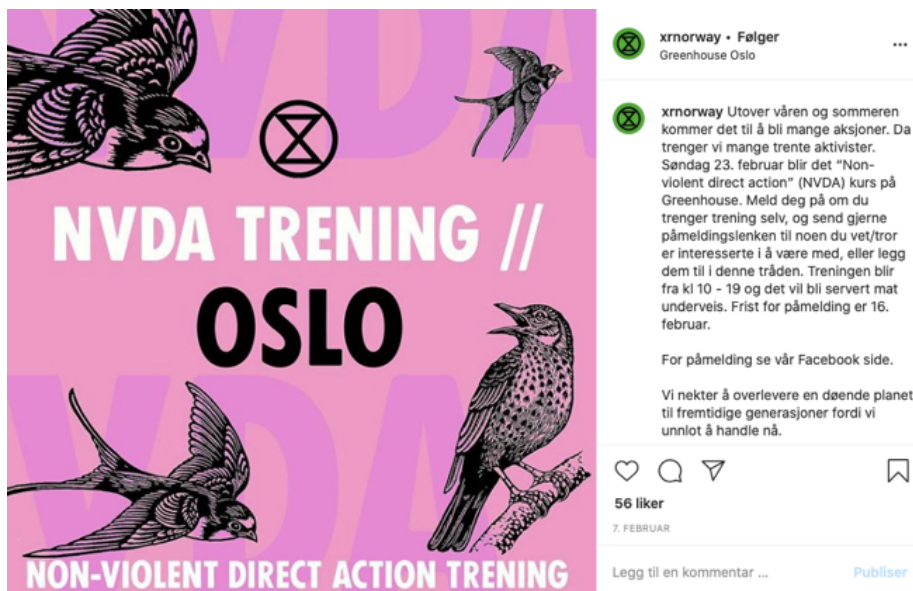 NVDA
NVDA TRENING //
OSLO
NVDA
NON-VIOLENT DIRECT ACTION TRENING
xrnorway • Følger
Greenhouse Oslo
xrnorway Utover våren og sommeren
kommer det til å bli mange aksjoner. Da
trenger vi mange trente aktivister.
Søndag 23. februar blir det "Non-
violent direct action" (NVDA) kurs på
Greenhouse. Meld deg på om du
trenger trening selv, og send gjerne
påmeldingslenken til noen du vet/tror
er interesserte i å være med, eller legg
dem til i denne tråden. Treningen blir
fra kl 10 - 19 og det vil bli servert mat
underveis. Frist for påmelding er 16.
februar.
For påmelding se vår Facebook side.
Vi nekter å overlevere en døende planet
til fremtidige generasjoner fordi vi
unnlot å handle nå.
56 liker
7. FEBRUAR
Legg til en kommentar ...
Publiser